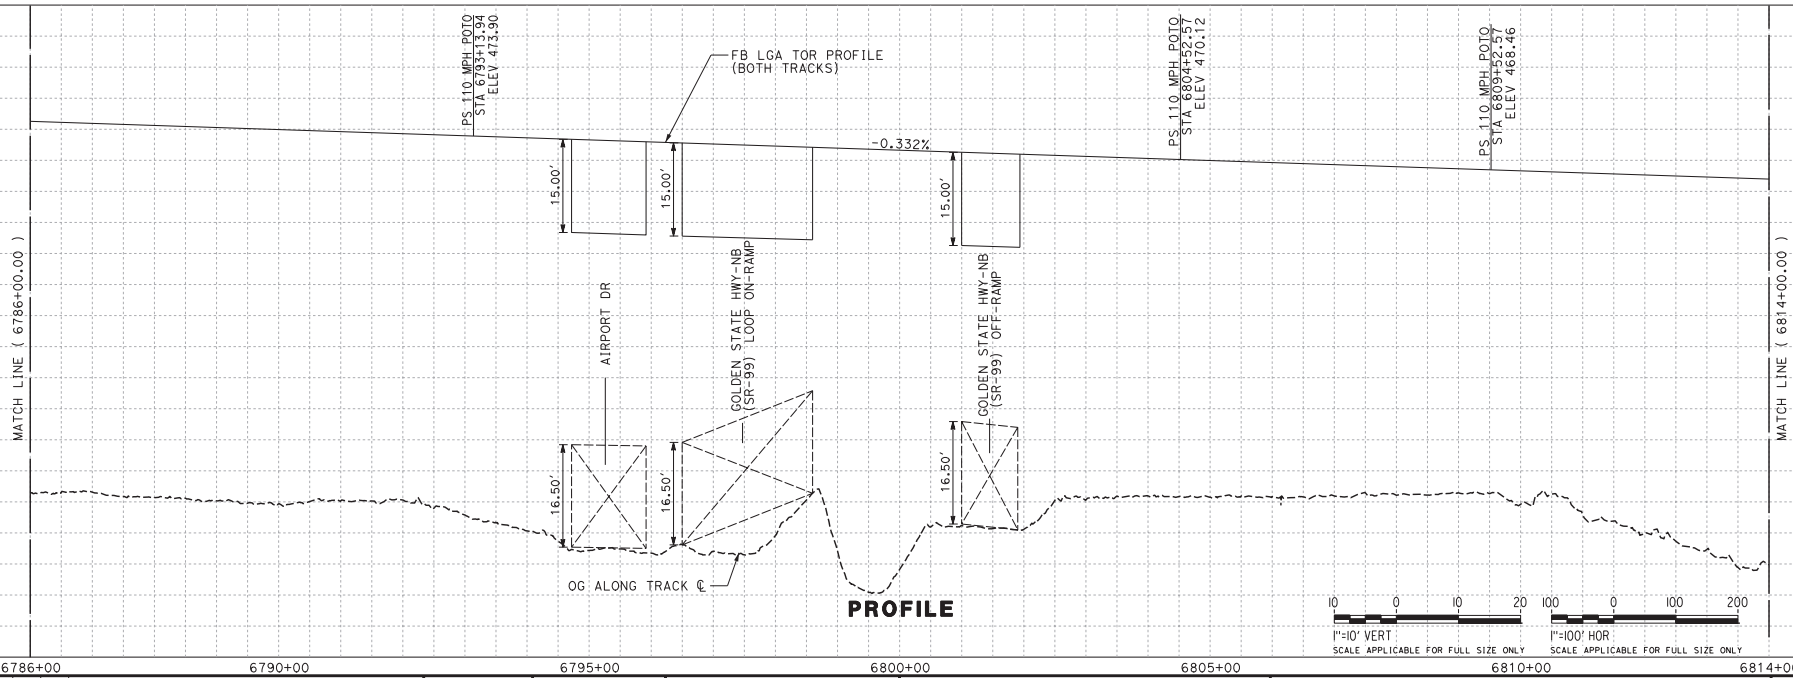 PS 110 MPH POTO
STA 6793+13.94
ELEV 473.90
FB LGA TOR PROFILE
(BOTH TRACKS)
PS 110 MPH POTO
STA 6804+52.57
ELEV 470.12
PS 110 MPH POTO
STA 6809+52.57
ELEV 468.46
-0.332%
15.00'
15.00'
15.00'
MATCH LINE ( 6786+00.00 )
MATCH LINE ( 6814+00.00 )
AIRPORT DR
GOLDEN STATE HWY-NB
(SR-99) LOOP ON-RAMP
GOLDEN STATE HWY-NB
(SR-99) OFF-RAMP
16.50'
16.50'
16.50'
OG ALONG TRACK ℄
PROFILE
10 0 10 20
1"=10' VERT
SCALE APPLICABLE FOR FULL SIZE ONLY
100 0 100 200
1"=100' HOR
SCALE APPLICABLE FOR FULL SIZE ONLY
6786+00 6790+00 6795+00 6800+00 6805+00 6810+00 6814+00